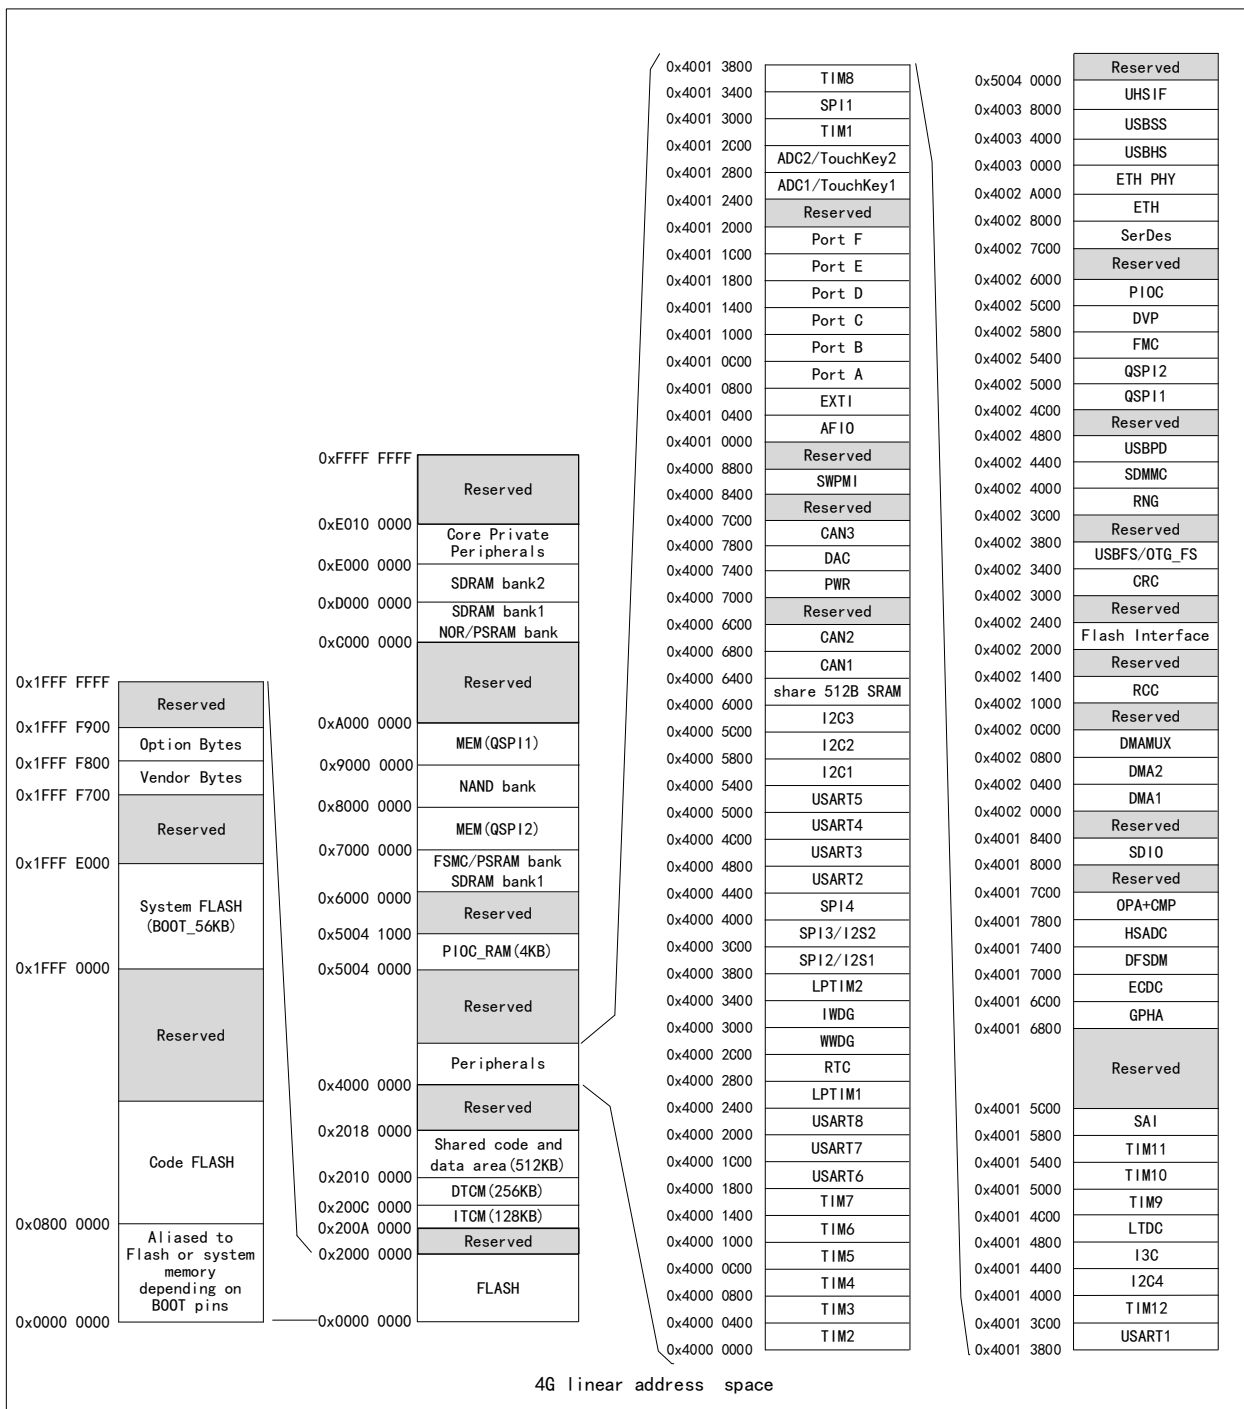 0xFFFF FFFF
Reserved
0xE010 0000
Core Private
Peripherals
0xE000 0000
SDRAM bank2
0xD000 0000
SDRAM bank1
NOR/PSRAM bank
0xC000 0000
Reserved
0xA000 0000
MEM(QSPI1)
0x9000 0000
NAND bank
0x8000 0000
MEM(QSPI2)
0x7000 0000
FSMC/PSRAM bank
SDRAM bank1
0x6000 0000
Reserved
0x5004 1000
PIOC_RAM(4KB)
0x5004 0000
Reserved
Peripherals
0x4000 0000
Reserved
0x2018 0000
Shared code and
data area(512KB)
0x2010 0000
DTCM(256KB)
0x200C 0000
ITCM(128KB)
0x200A 0000
Reserved
0x2000 0000
FLASH
0x0000 0000
0x1FFF FFFF
Reserved
0x1FFF F900
Option Bytes
0x1FFF F800
Vendor Bytes
0x1FFF F700
Reserved
0x1FFF E000
System FLASH
(BOOT_56KB)
0x1FFF 0000
Reserved
Code FLASH
0x0800 0000
Aliased to
Flash or system
memory
depending on
BOOT pins
0x0000 0000
0x4001 3800
TIM8
0x4001 3400
SPI1
0x4001 3000
TIM1
0x4001 2C00
ADC2/TouchKey2
0x4001 2800
ADC1/TouchKey1
0x4001 2400
Reserved
0x4001 2000
Port F
0x4001 1C00
Port E
0x4001 1800
Port D
0x4001 1400
Port C
0x4001 1000
Port B
0x4001 0C00
Port A
0x4001 0800
EXTI
0x4001 0400
AFIO
0x4001 0000
Reserved
0x4000 8800
SWPMI
0x4000 8400
Reserved
0x4000 7C00
CAN3
0x4000 7800
DAC
0x4000 7400
PWR
0x4000 7000
Reserved
0x4000 6C00
CAN2
0x4000 6800
CAN1
0x4000 6400
share 512B SRAM
0x4000 6000
I2C3
0x4000 5C00
I2C2
0x4000 5800
I2C1
0x4000 5400
USART5
0x4000 5000
USART4
0x4000 4C00
USART3
0x4000 4800
USART2
0x4000 4400
SPI4
0x4000 4000
SPI3/I2S2
0x4000 3C00
SPI2/I2S1
0x4000 3800
LPTIM2
0x4000 3400
IWDG
0x4000 3000
WWDG
0x4000 2C00
RTC
0x4000 2800
LPTIM1
0x4000 2400
USART8
0x4000 2000
USART7
0x4000 1C00
USART6
0x4000 1800
TIM7
0x4000 1400
TIM6
0x4000 1000
TIM5
0x4000 0C00
TIM4
0x4000 0800
TIM3
0x4000 0400
TIM2
0x4000 0000
Reserved
0x5004 0000
UHSIF
0x4003 8000
USBSS
0x4003 4000
USBHS
0x4003 0000
ETH PHY
0x4002 A000
ETH
0x4002 8000
SerDes
0x4002 7C00
Reserved
0x4002 6000
PIOC
0x4002 5C00
DVP
0x4002 5800
FMC
0x4002 5400
QSPI2
0x4002 5000
QSPI1
0x4002 4C00
Reserved
0x4002 4800
USBPD
0x4002 4400
SDMMC
0x4002 4000
RNG
0x4002 3C00
Reserved
0x4002 3800
USBFS/OTG_FS
0x4002 3400
CRC
0x4002 3000
Reserved
0x4002 2400
Flash Interface
0x4002 2000
Reserved
0x4002 1400
RCC
0x4002 1000
Reserved
0x4002 0C00
DMAMUX
0x4002 0800
DMA2
0x4002 0400
DMA1
0x4002 0000
Reserved
0x4001 8400
SDIO
0x4001 8000
Reserved
0x4001 7C00
OPA+CMP
0x4001 7800
HSADC
0x4001 7400
DFSDM
0x4001 7000
ECDC
0x4001 6C00
GPHA
0x4001 6800
Reserved
0x4001 5C00
SAI
0x4001 5800
TIM11
0x4001 5400
TIM10
0x4001 5000
TIM9
0x4001 4C00
LTDC
0x4001 4800
I3C
0x4001 4400
I2C4
0x4001 4000
TIM12
0x4001 3C00
USART1
0x4001 3800
4G linear address space